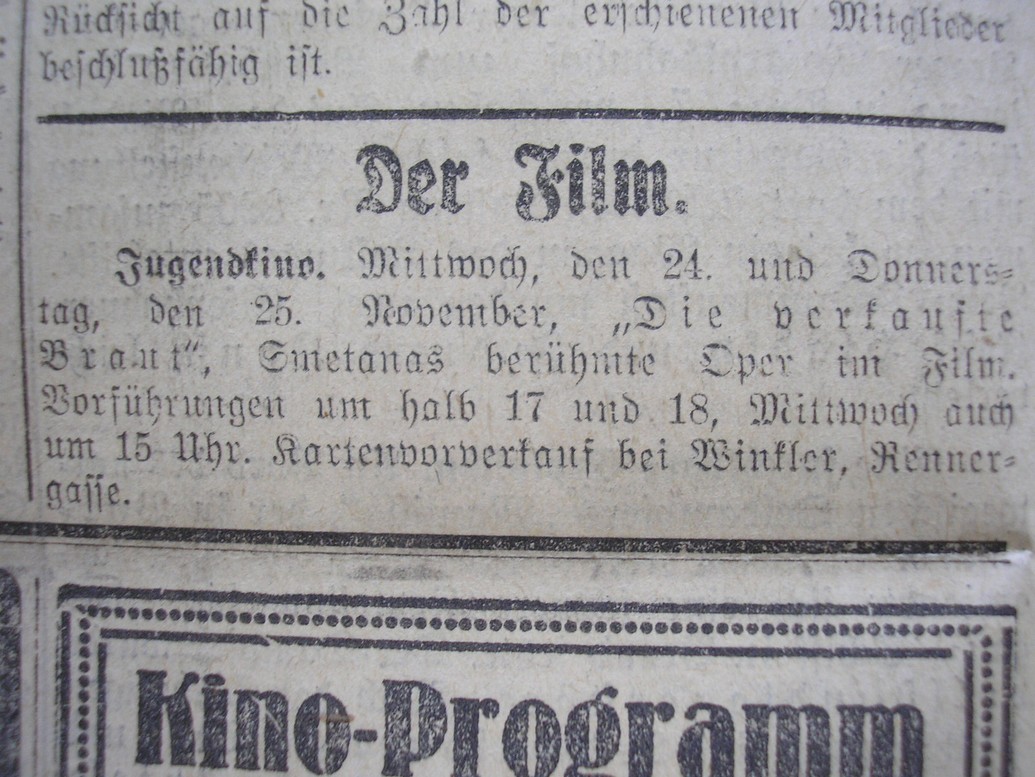 Rücksicht auf die Zahl der erschienenen Mitglieder
beschlußfähig ist.
Der Film.
Jugendkino. Mittwoch, den 24. und Donners-
tag, den 25. November, „Die verkaufte
Braut“, Smetanas berühmte Oper im Film.
Vorführungen um halb 17 und 18, Mittwoch auch
um 15 Uhr. Kartenvorverkauf bei Winkler, Renner-
gasse.
Kino-Programm